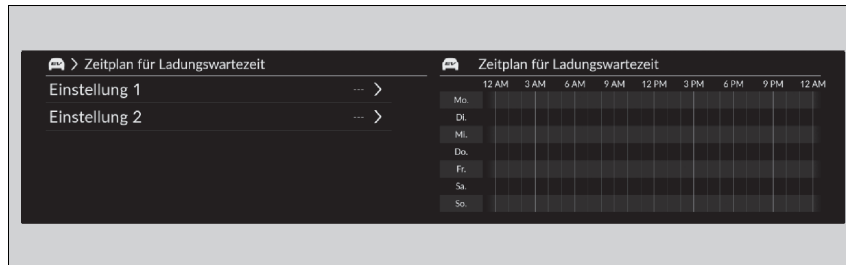 > Zeitplan für Ladungswartezeit
Einstellung 1 --- >
Einstellung 2 --- >
Zeitplan für Ladungswartezeit
12 AM 3 AM 6 AM 9 AM 12 PM 3 PM 6 PM 9 PM 12 AM
Mo.
Di.
Mi.
Do.
Fr.
Sa.
So.